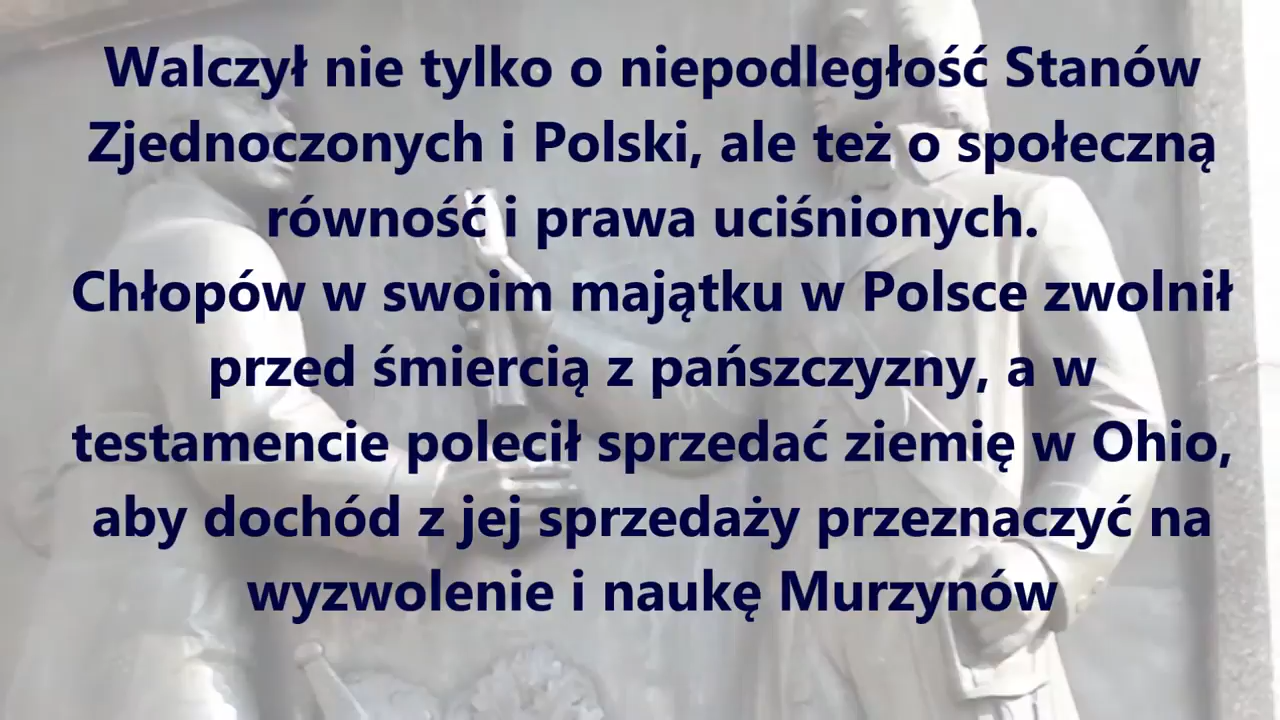 Walczył nie tylko o niepodległość Stanów
Zjednoczonych i Polski, ale też o społeczną
równość i prawa uciśnionych.
Chłopów w swoim majątku w Polsce zwolnił
przed śmiercią z pańszczyzny, a w
testamencie polecił sprzedać ziemię w Ohio,
aby dochód z jej sprzedaży przeznaczyć na
wyzwolenie i naukę Murzynów